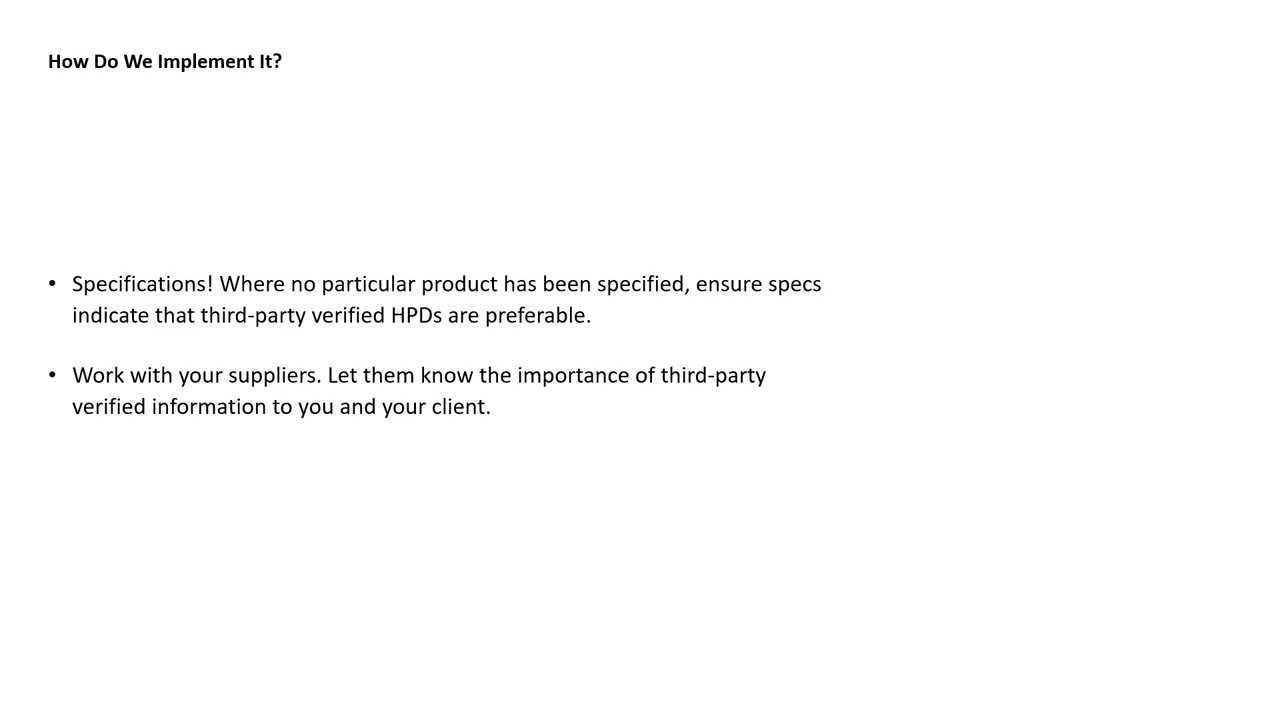 How Do We Implement It?
• Specifications! Where no particular product has been specified, ensure specs
indicate that third-party verified HPDs are preferable.
• Work with your suppliers. Let them know the importance of third-party
verified information to you and your client.